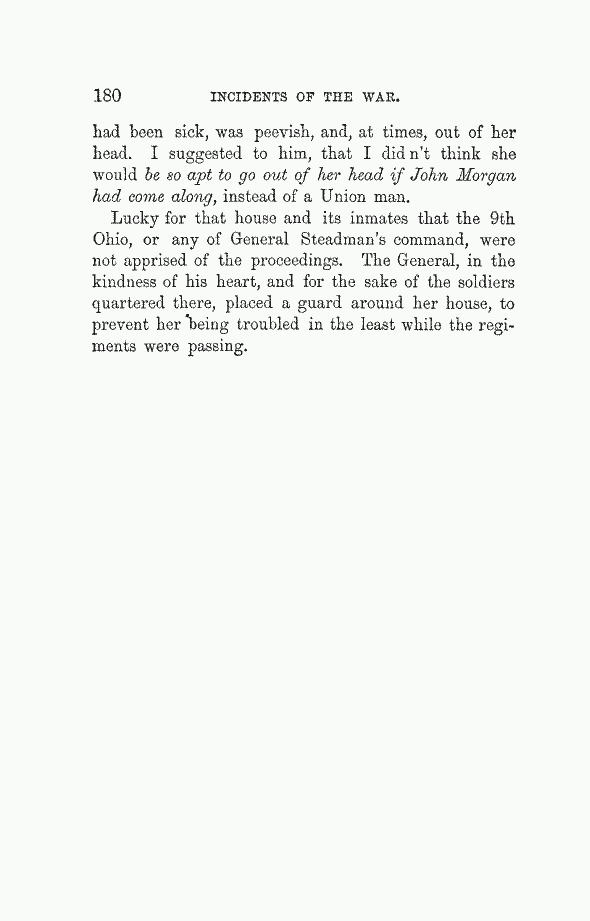 180 INCIDENTS OF THE WAR.
had been sick, was peevish, and, at times, out of her
head. I suggested to him, that I didn't think she
would be so apt to go out of her head if John Morgan
had come along, instead of a Union man.
Lucky for that house and its inmates that the 9th
Ohio, or any of General Steadman's command, were
not apprised of the proceedings. The General, in the
kindness of his heart, and for the sake of the soldiers
quartered there, placed a guard around her house, to
prevent her being troubled in the least while the regi-
ments were passing.